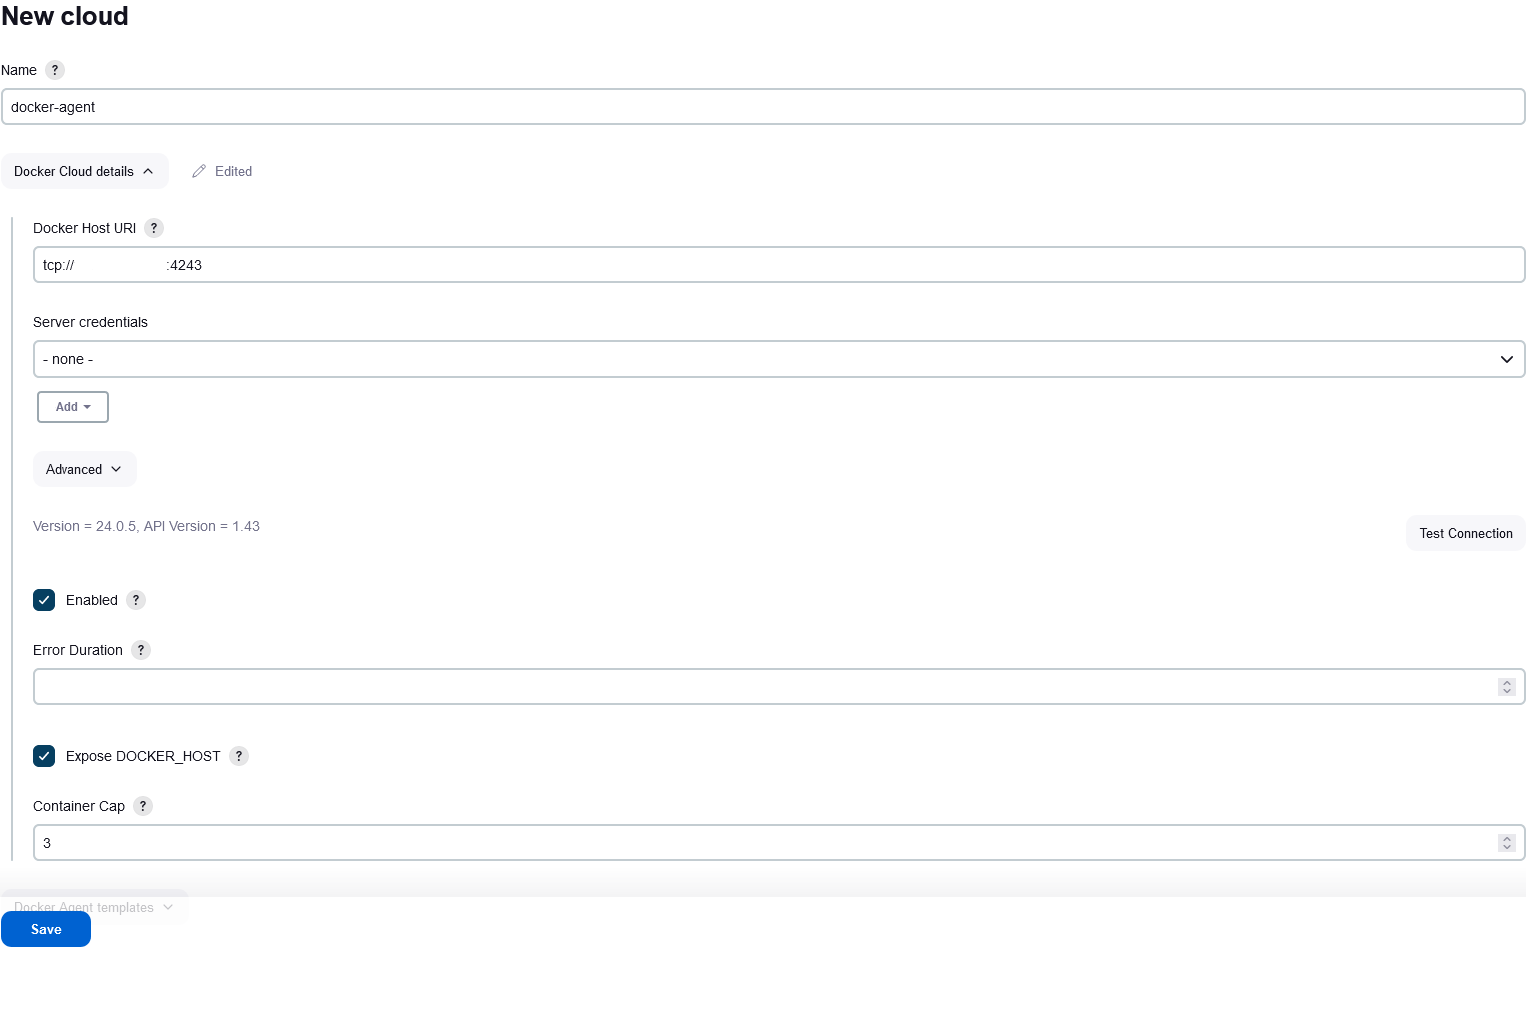 New cloud
Name ?
docker-agent
Docker Cloud details Edited
Docker Host URI ?
tcp:// :4243
Server credentials
- none -
Add
Advanced
Version = 24.0.5, API Version = 1.43
Test Connection
Enabled ?
Error Duration ?
Expose DOCKER_HOST ?
Container Cap ?
3
Docker Agent templates
Save